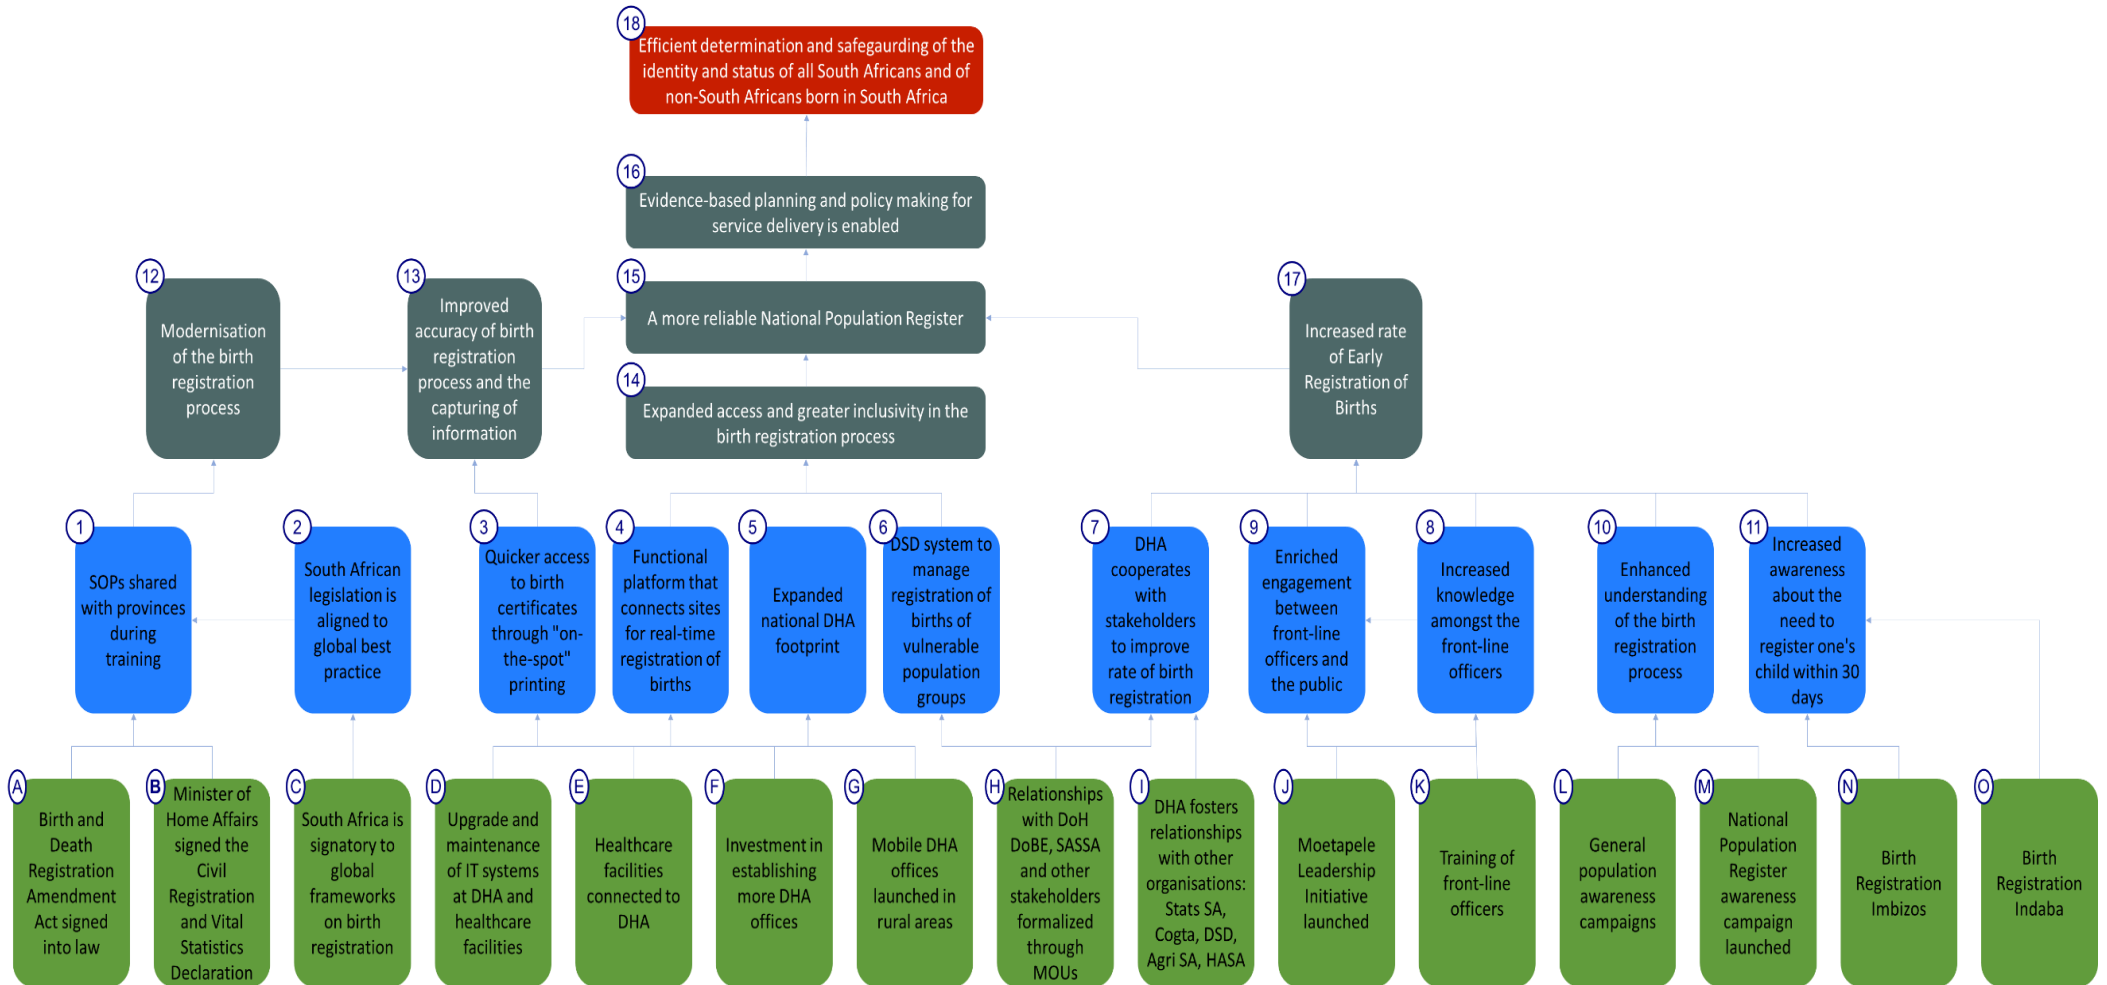 18
Efficient determination and safegaurding of the
identity and status of all South Africans and of
non-South Africans born in South Africa
16
Evidence-based planning and policy making for
service delivery is enabled
12
Modernisation
of the birth
registration
process
13
Improved
accuracy of birth
registration
process and the
capturing of
information
15
A more reliable National Population Register
14
Expanded access and greater inclusivity in the
birth registration process
17
Increased rate
of Early
Registration of
Births
1
SOPs shared
with provinces
during
training
2
South African
legislation is
aligned to
global best
practice
3
Quicker access
to birth
certificates
through "on-
the-spot"
printing
4
Functional
platform that
connects sites
for real-time
registration of
births
5
Expanded
national DHA
footprint
6
DSD system to
manage
registration of
births of
vulnerable
population
groups
7
DHA
cooperates
with
stakeholders
to improve
rate of birth
registration
9
Enriched
engagement
between
front-line
officers and
the public
8
Increased
knowledge
amongst the
front-line
officers
10
Enhanced
understanding
of the birth
registration
process
11
Increased
awareness
about the
need to
register one's
child within 30
days
A
Birth and
Death
Registration
Amendment
Act signed
into law
B
Minister of
Home Affairs
signed the
Civil
Registration
and Vital
Statistics
Declaration
C
South Africa is
signatory to
global
frameworks
on birth
registration
D
Upgrade and
maintenance
of IT systems
at DHA and
healthcare
facilities
E
Healthcare
facilities
connected to
DHA
F
Investment in
establishing
more DHA
offices
G
Mobile DHA
offices
launched in
rural areas
H
Relationships
with DoH
DoBE, SASSA
and other
stakeholders
formalized
through
MOUs
I
DHA fosters
relationships
with other
organisations:
Stats SA,
Cogta, DSD,
Agri SA, HASA
J
Moetapele
Leadership
Initiative
launched
K
Training of
front-line
officers
L
General
population
awareness
campaigns
M
National
Population
Register
awareness
campaign
launched
N
Birth
Registration
Imbizos
O
Birth
Registration
Indaba